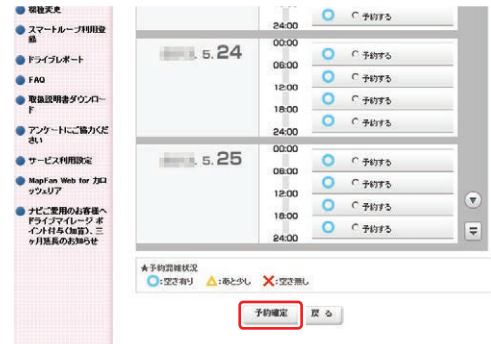 機種変更
スマートループ利用登
録
ドライブレポート
FAQ
取扱説明書ダウンロー
ド
アンケートにご協力くだ
さい
サービス利用設定
MapFan Web for カロ
ッツェリア
ナビご愛用のお客様へ
ドライブマイレージ ポ
イント付与(加算)、三
ヶ月延長のお知らせ
24:00
予約する
5. 24
00:00
予約する
06:00
予約する
12:00
予約する
18:00
予約する
24:00
5. 25
00:00
予約する
06:00
予約する
12:00
予約する
18:00
予約する
24:00
★予約混雑状況
:空き有り :あと少し :空き無し
予約確定 戻 る